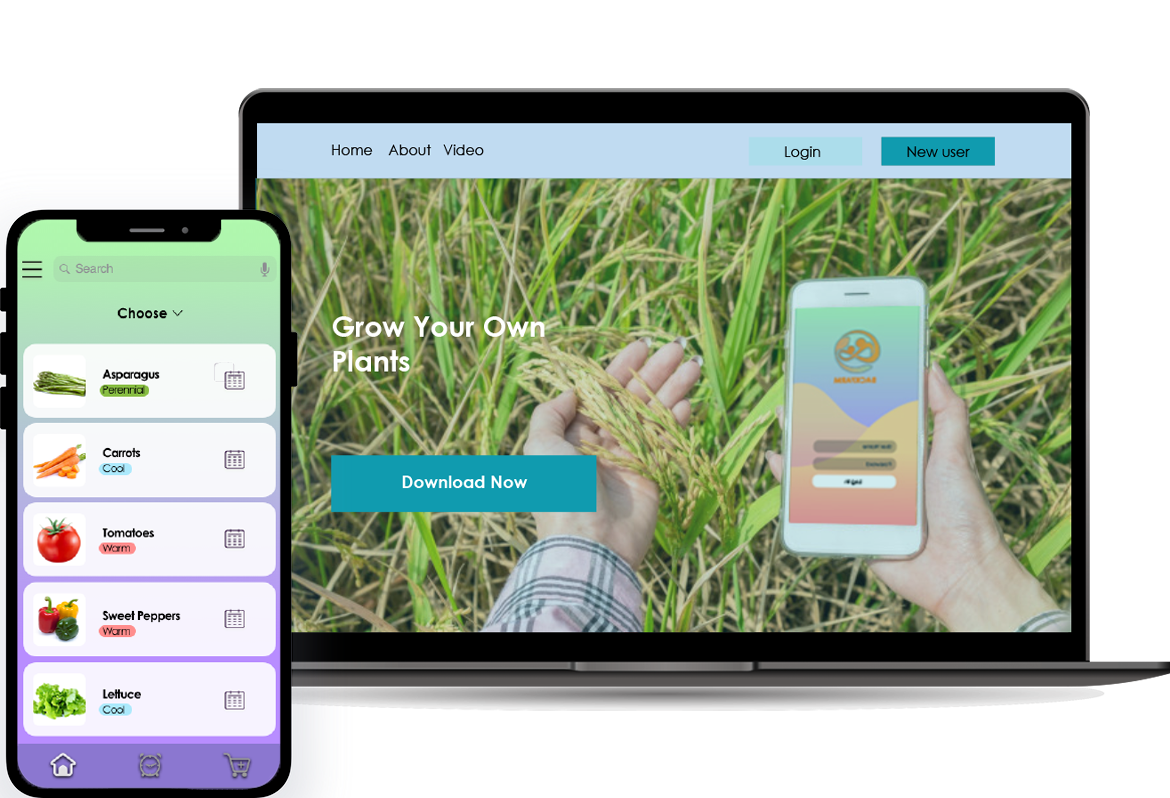 Home About Video
Login
New user
Grow Your Own
Plants
Download Now
Search
Choose
Asparagus
Perennial
Carrots
Cool
Tomatoes
Warm
Sweet Peppers
Warm
Lettuce
Cool